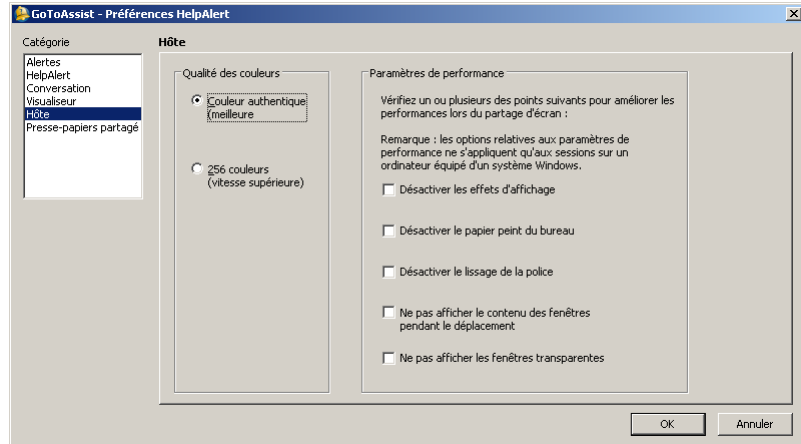 GoToAssist - Préférences HelpAlert
Catégorie
Alertes
HelpAlert
Conversation
Visualiseur
Hôte
Presse-papiers partagé
Hôte
Qualité des couleurs
Couleur authentique
(meilleure
256 couleurs
(vitesse supérieure)
Paramètres de performance
Vérifiez un ou plusieurs des points suivants pour améliorer les
performances lors du partage d'écran :
Remarque : les options relatives aux paramètres de
performance ne s'appliquent qu'aux sessions sur un
ordinateur équipé d'un système Windows.
Désactiver les effets d'affichage
Désactiver le papier peint du bureau
Désactiver le lissage de la police
Ne pas afficher le contenu des fenêtres
pendant le déplacement
Ne pas afficher les fenêtres transparentes
OK
Annuler